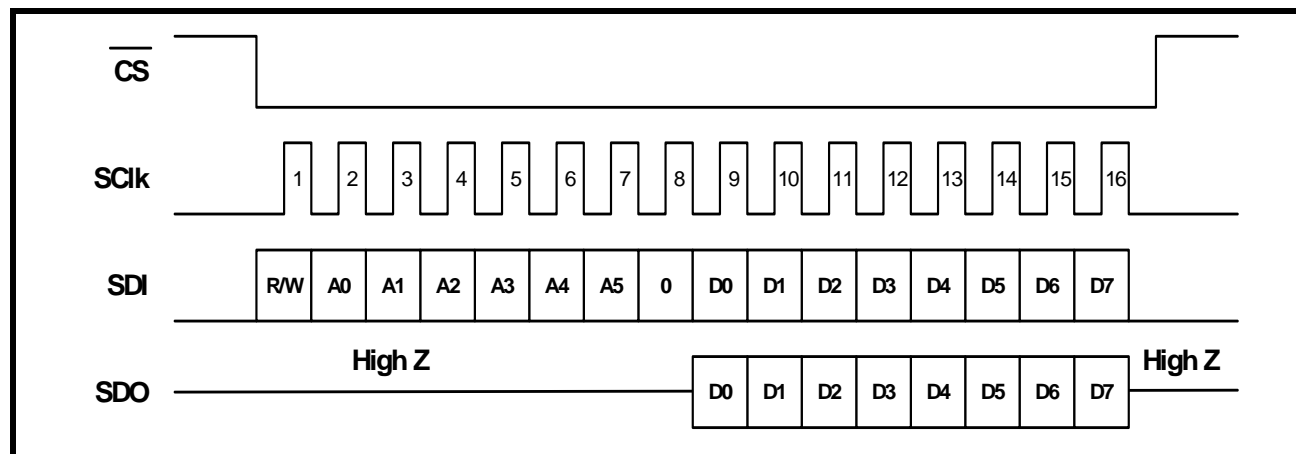 CS
SClk 1 2 3 4 5 6 7 8 9 10 11 12 13 14 15 16
SDI R/W A0 A1 A2 A3 A4 A5 0 D0 D1 D2 D3 D4 D5 D6 D7
High Z High Z
SDO D0 D1 D2 D3 D4 D5 D6 D7